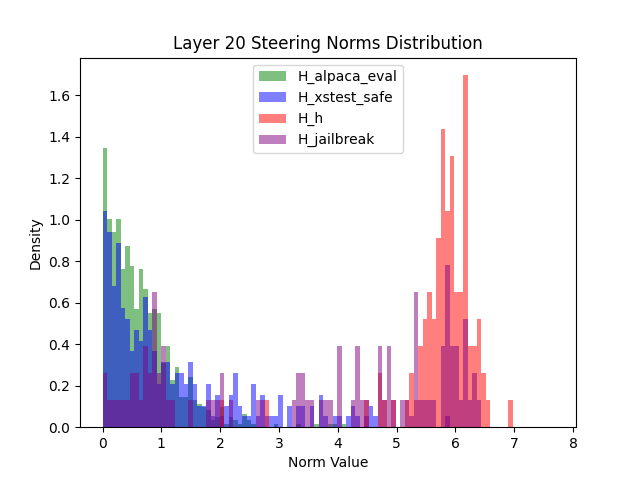 Layer 20 Steering Norms Distribution
H_alpaca_eval
H_xstest_safe
H_h
H_jailbreak
Density
1.6
1.4
1.2
1.0
0.8
0.6
0.4
0.2
0.0
0 1 2 3 4 5 6 7 8
Norm Value